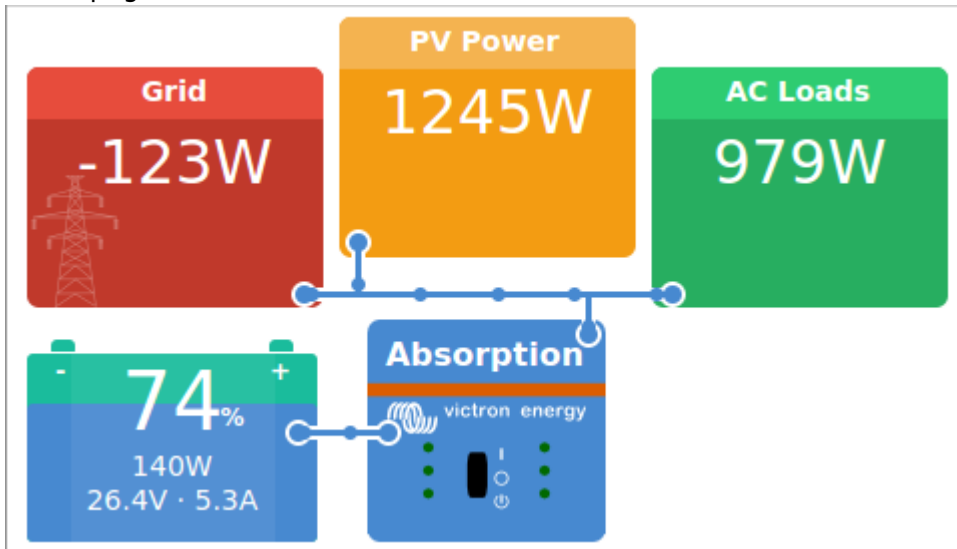 PV Power
1245W
Grid
-123W
AC Loads
979W
- +
74%
140W
26.4V · 5.3A
Absorption
victron energy
I